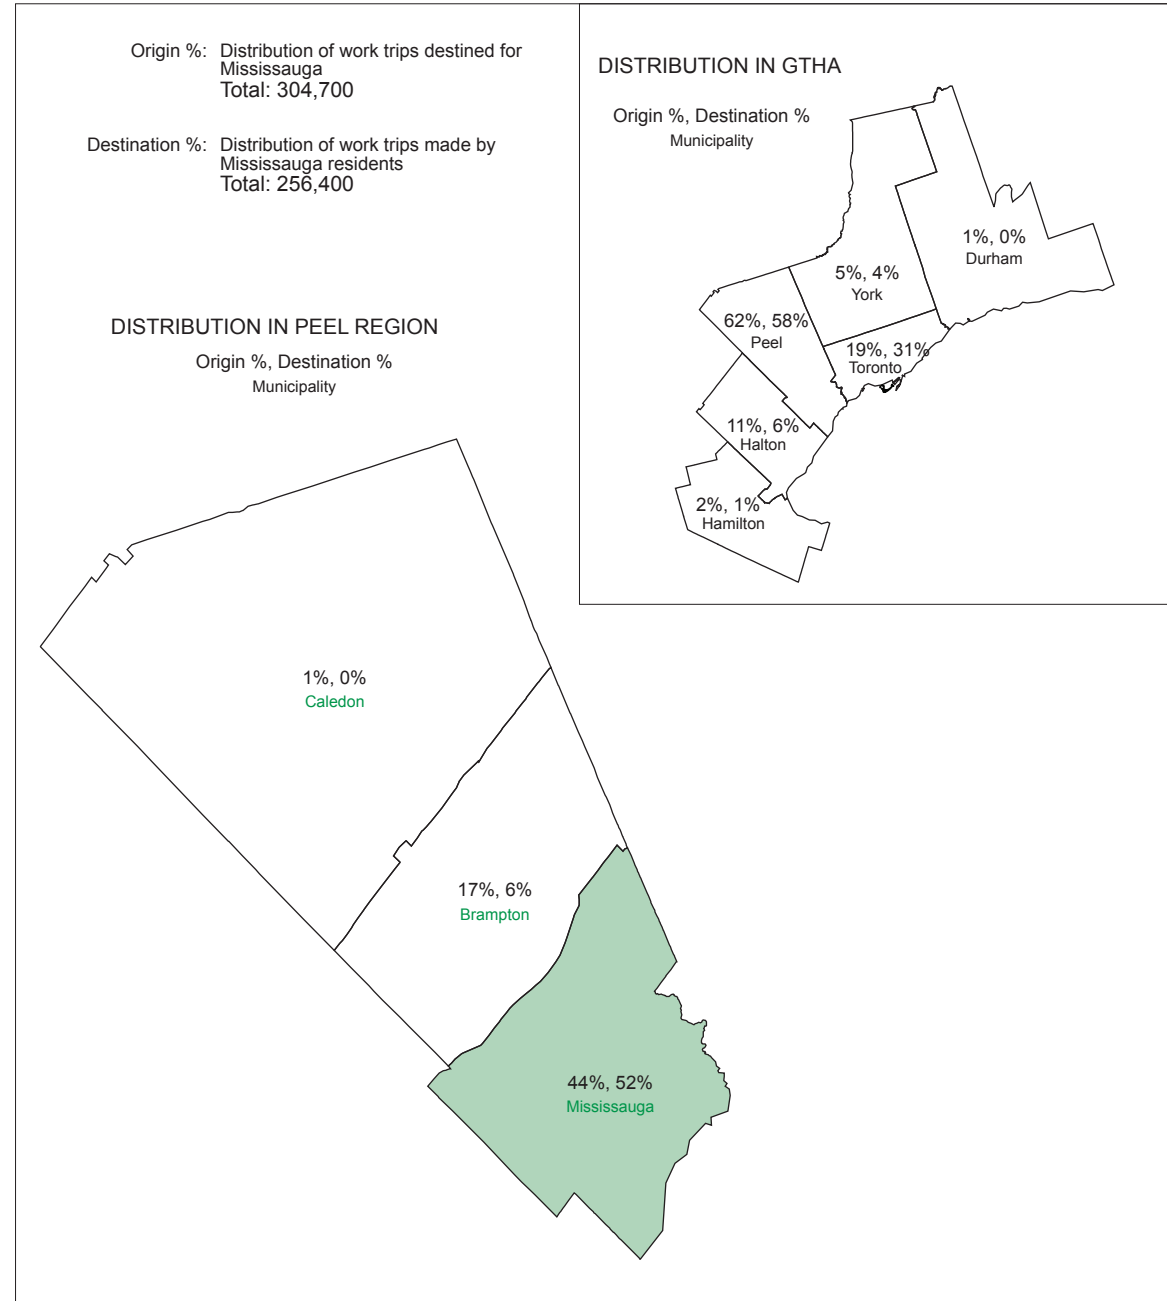 Origin %: Distribution of work trips destined for
Mississauga
Total: 304,700
Destination %: Distribution of work trips made by
Mississauga residents
Total: 256,400
DISTRIBUTION IN GTHA
Origin %, Destination %
Municipality
1%, 0%
Durham
5%, 4%
York
62%, 58%
Peel
19%, 31%
Toronto
11%, 6%
Halton
2%, 1%
Hamilton
DISTRIBUTION IN PEEL REGION
Origin %, Destination %
Municipality
1%, 0%
Caledon
17%, 6%
Brampton
44%, 52%
Mississauga